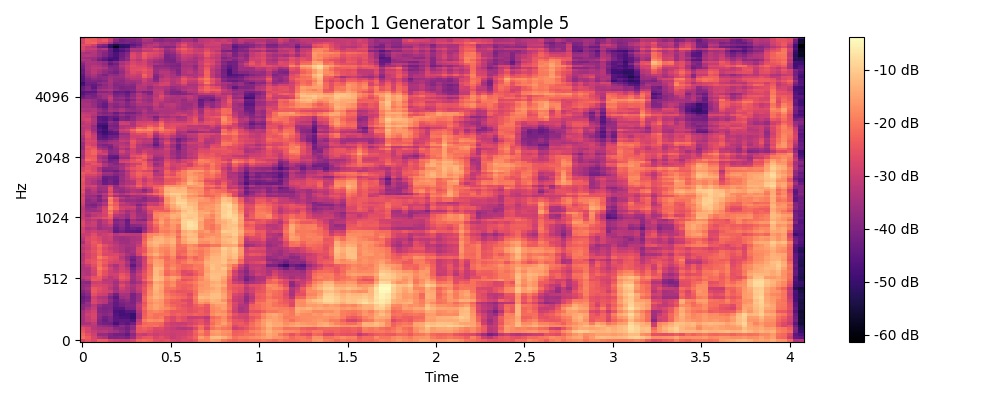 Epoch 1 Generator 1 Sample 5
Hz
4096
2048
1024
512
0
0
0.5
1
1.5
2
2.5
3
3.5
4
Time
-10 dB
-20 dB
-30 dB
-40 dB
-50 dB
-60 dB